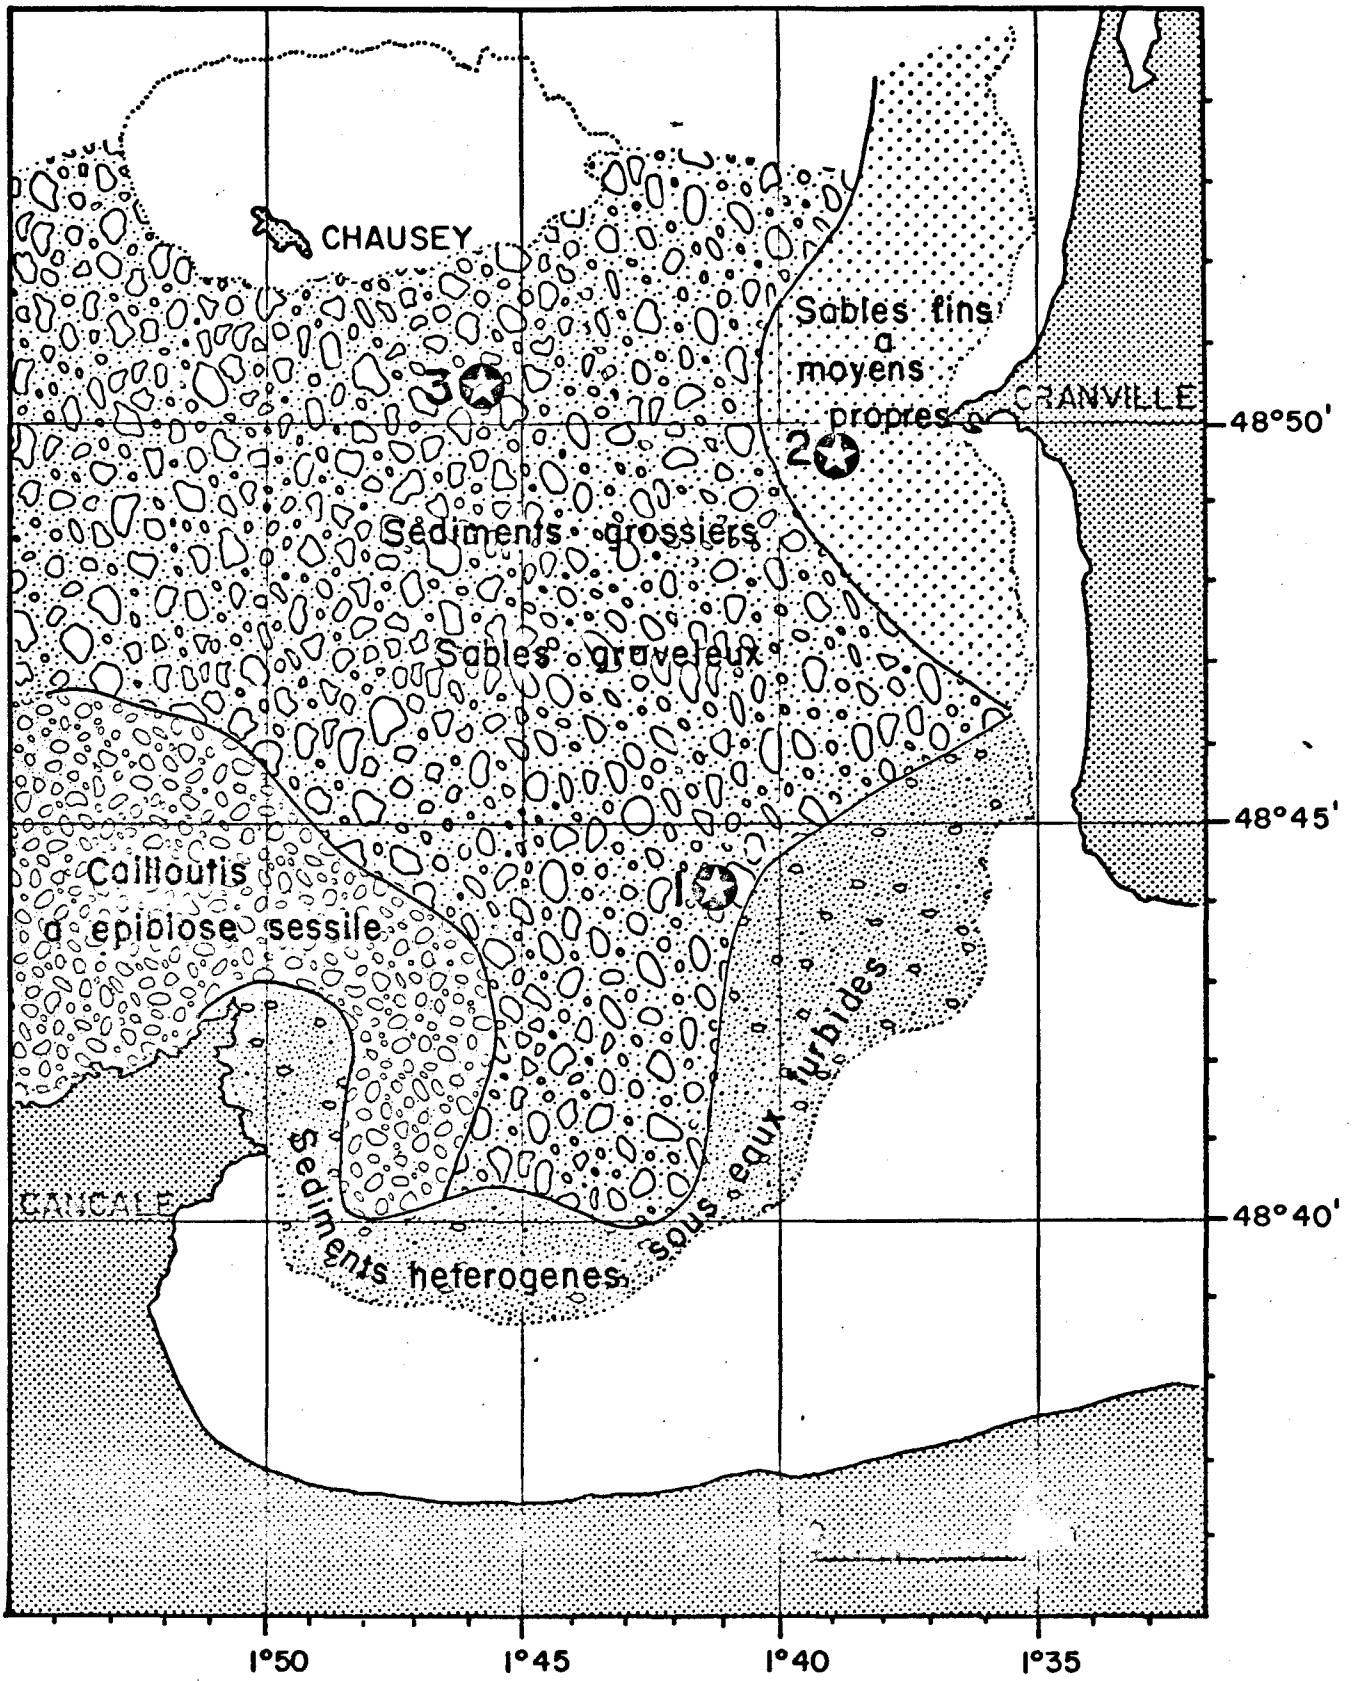 CHAUSEY
Sables fins
a
moyens
propres
GRANVILLE
48°50'
3
2
Sédiments grossiers
Sables graveleux
48°45'
Cailloutis
a epibiose sessile
1
CANCALE
48°40'
Sediments heterogenes sous eaux turbides
1°50 1°45 1°40 1°35